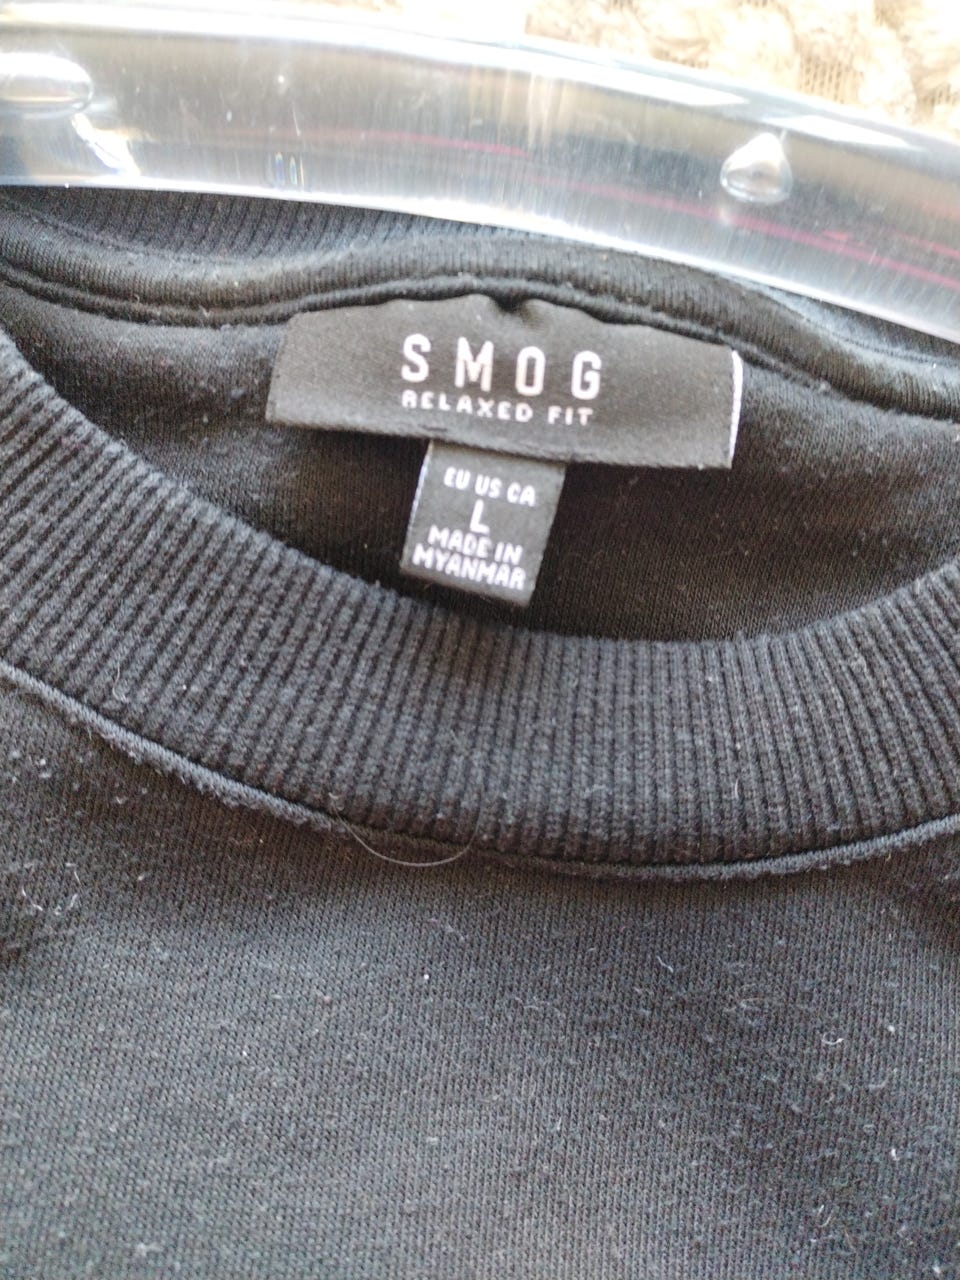 SMOG
RELAXED FIT
EU US CA
L
MADE IN
MYANMAR